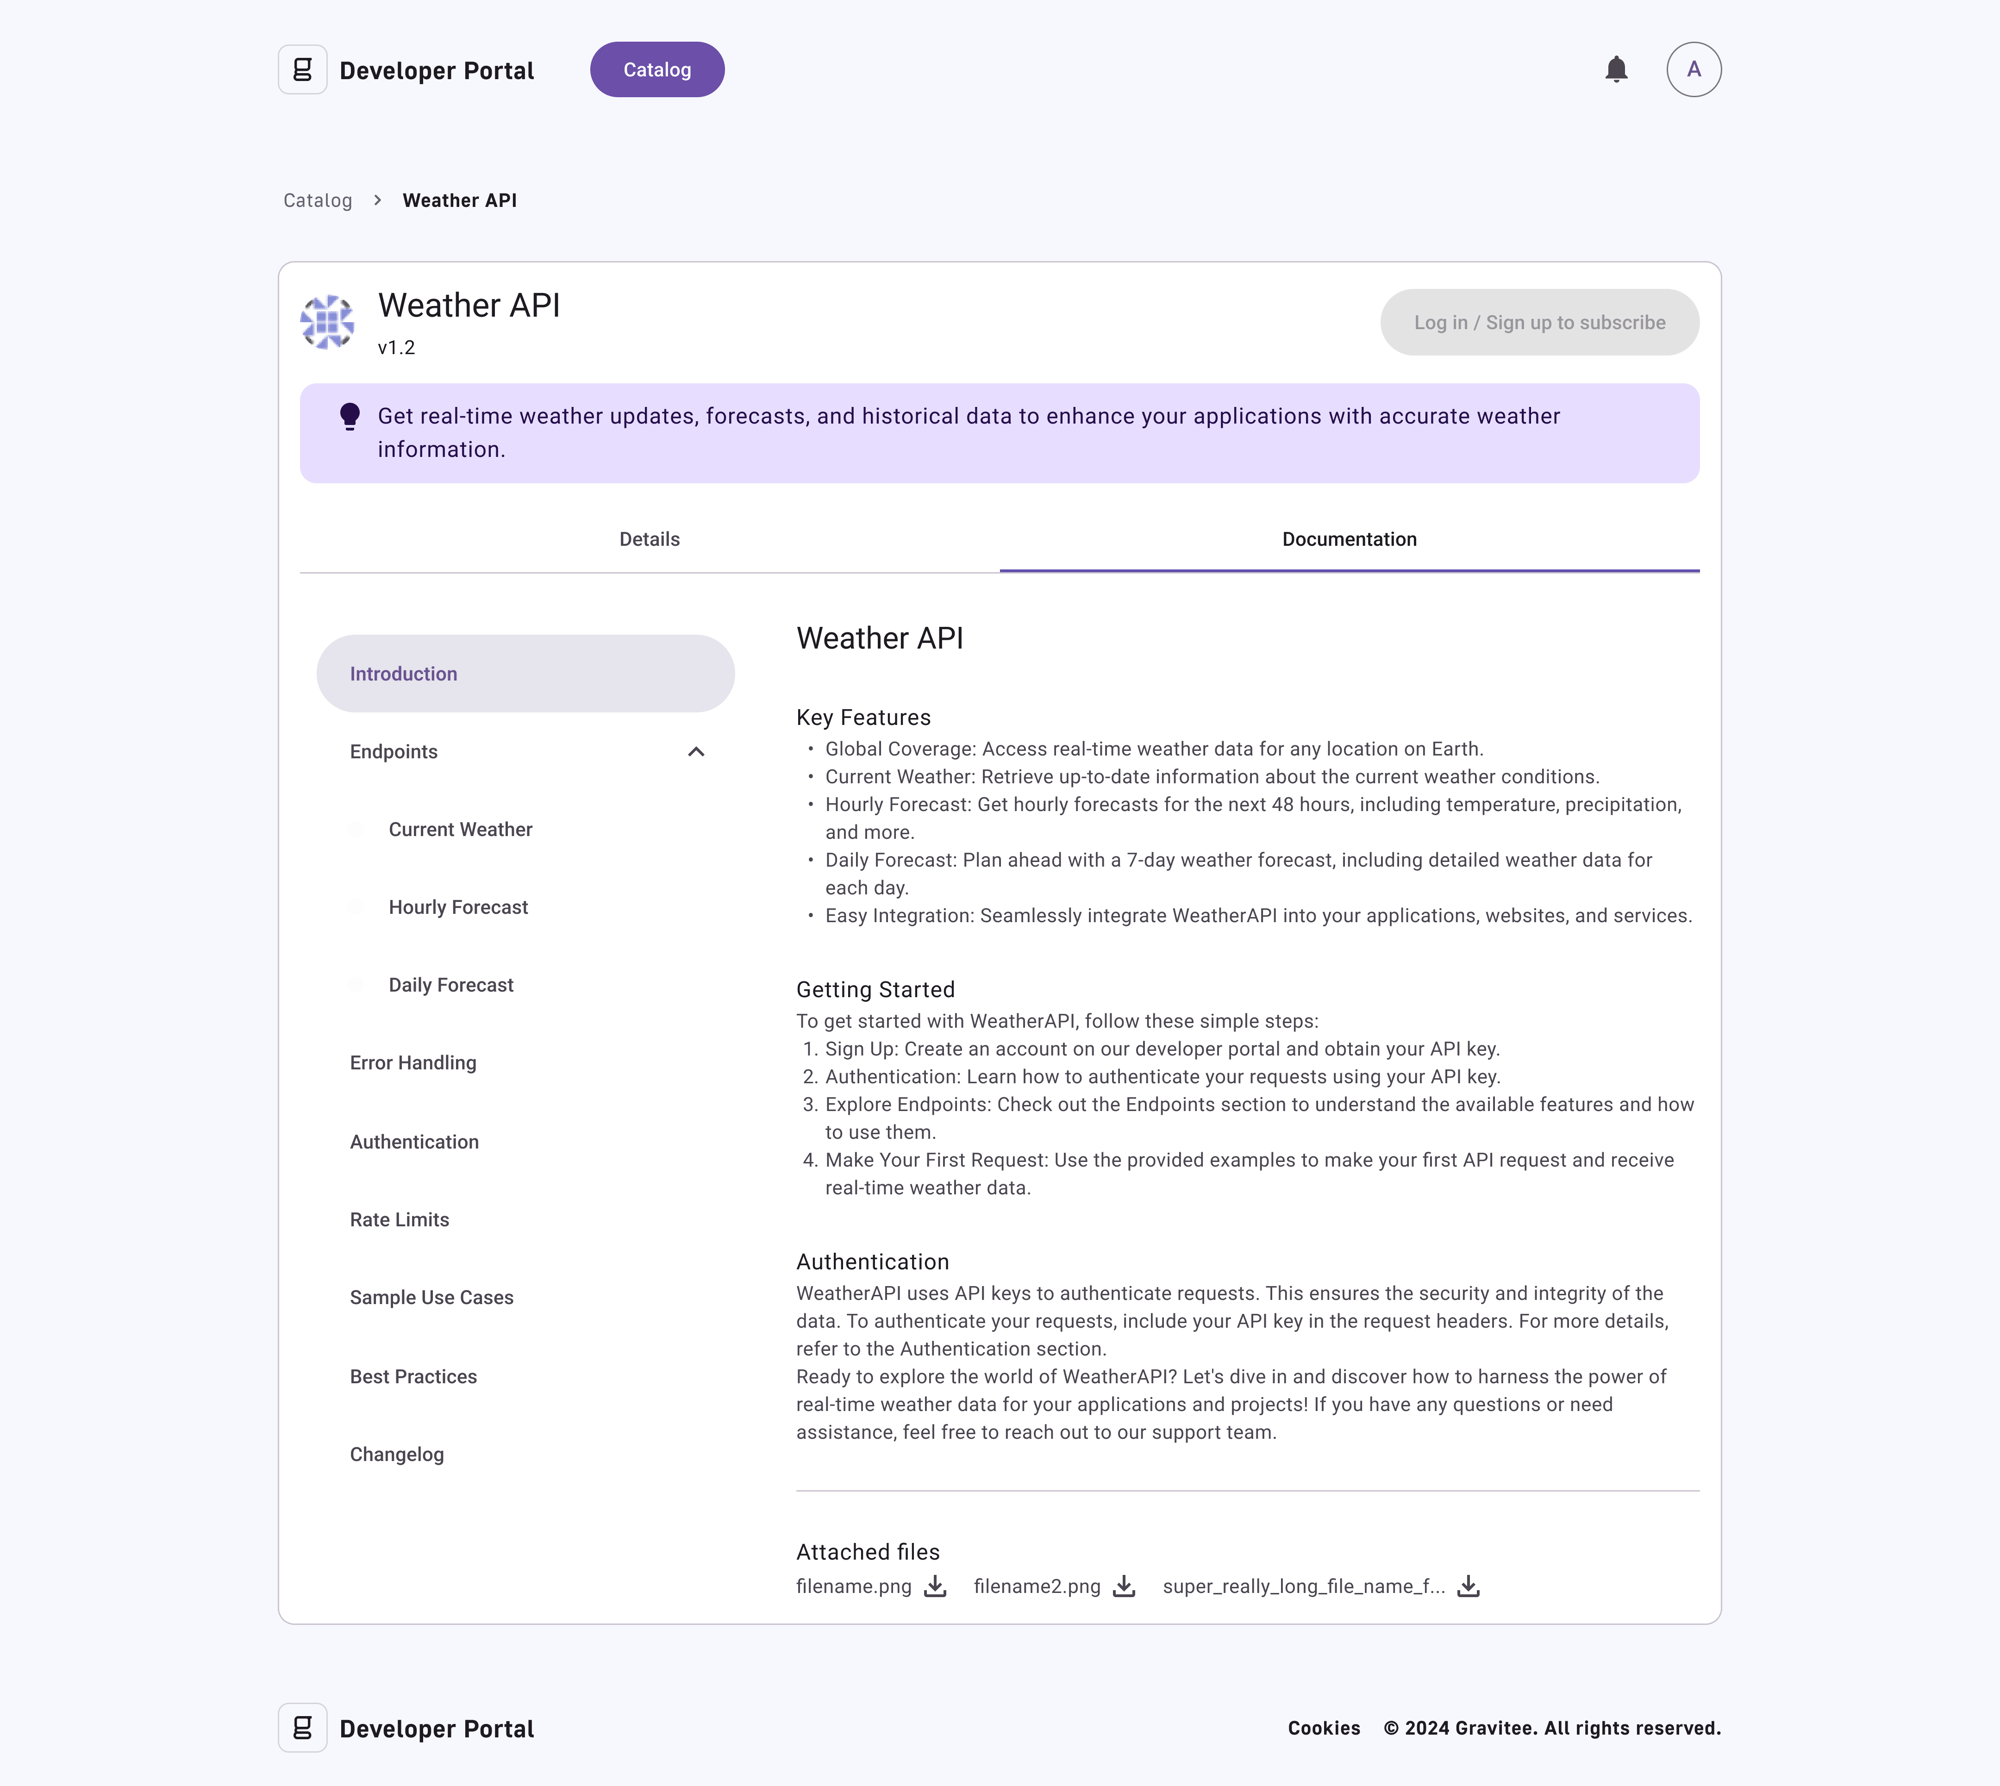 g Developer Portal
Catalog
A
Catalog > Weather API
Weather API
v1.2
Log in / Sign up to subscribe
Get real-time weather updates, forecasts, and historical data to enhance your applications with accurate weather
information.
Details
Documentation
Introduction
Endpoints
Current Weather
Hourly Forecast
Daily Forecast
Error Handling
Authentication
Rate Limits
Sample Use Cases
Best Practices
Changelog
Weather API
Key Features
• Global Coverage: Access real-time weather data for any location on Earth.
• Current Weather: Retrieve up-to-date information about the current weather conditions.
• Hourly Forecast: Get hourly forecasts for the next 48 hours, including temperature, precipitation,
and more.
• Daily Forecast: Plan ahead with a 7-day weather forecast, including detailed weather data for
each day.
• Easy Integration: Seamlessly integrate WeatherAPI into your applications, websites, and services.
Getting Started
To get started with WeatherAPI, follow these simple steps:
1. Sign Up: Create an account on our developer portal and obtain your API key.
2. Authentication: Learn how to authenticate your requests using your API key.
3. Explore Endpoints: Check out the Endpoints section to understand the available features and how
to use them.
4. Make Your First Request: Use the provided examples to make your first API request and receive
real-time weather data.
Authentication
WeatherAPI uses API keys to authenticate requests. This ensures the security and integrity of the
data. To authenticate your requests, include your API key in the request headers. For more details,
refer to the Authentication section.
Ready to explore the world of WeatherAPI? Let's dive in and discover how to harness the power of
real-time weather data for your applications and projects! If you have any questions or need
assistance, feel free to reach out to our support team.
Attached files
filename.png filename2.png super_really_long_file_name_f...
g Developer Portal
Cookies © 2024 Gravitee. All rights reserved.